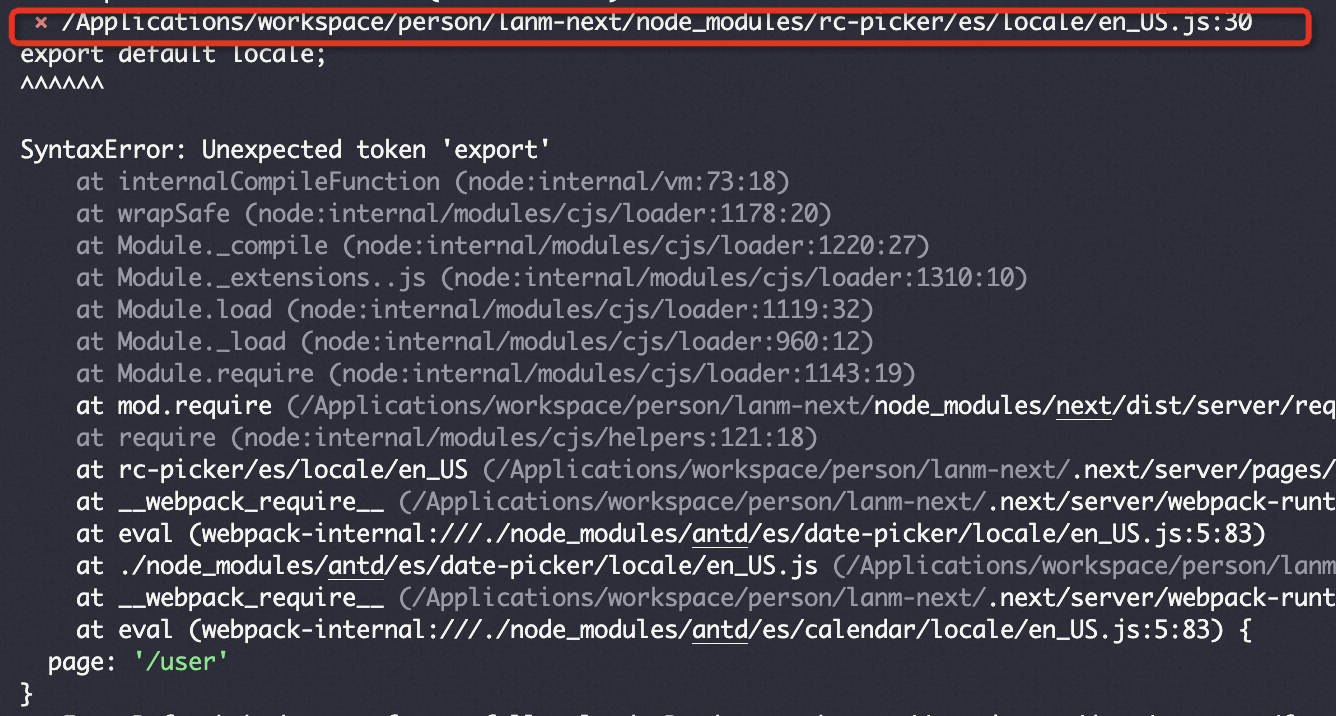 × /Applications/workspace/person/lanm-next/node_modules/rc-picker/es/locale/en_US.js:30
export default locale;
^^^^^^
SyntaxError: Unexpected token 'export'
at internalCompileFunction (node:internal/vm:73:18)
at wrapSafe (node:internal/modules/cjs/loader:1178:20)
at Module._compile (node:internal/modules/cjs/loader:1220:27)
at Module._extensions..js (node:internal/modules/cjs/loader:1310:10)
at Module.load (node:internal/modules/cjs/loader:1119:32)
at Module._load (node:internal/modules/cjs/loader:960:12)
at Module.require (node:internal/modules/cjs/loader:1143:19)
at mod.require (/Applications/workspace/person/lanm-next/node_modules/next/dist/server/req
at require (node:internal/modules/cjs/helpers:121:18)
at rc-picker/es/locale/en_US (/Applications/workspace/person/lanm-next/.next/server/pages/
at __webpack_require__ (/Applications/workspace/person/lanm-next/.next/server/webpack-runt
at eval (webpack-internal:///./node_modules/antd/es/date-picker/locale/en_US.js:5:83)
at ./node_modules/antd/es/date-picker/locale/en_US.js (/Applications/workspace/person/lanm
at __webpack_require__ (/Applications/workspace/person/lanm-next/.next/server/webpack-runt
at eval (webpack-internal:///./node_modules/antd/es/calendar/locale/en_US.js:5:83) {
page: '/user'
}